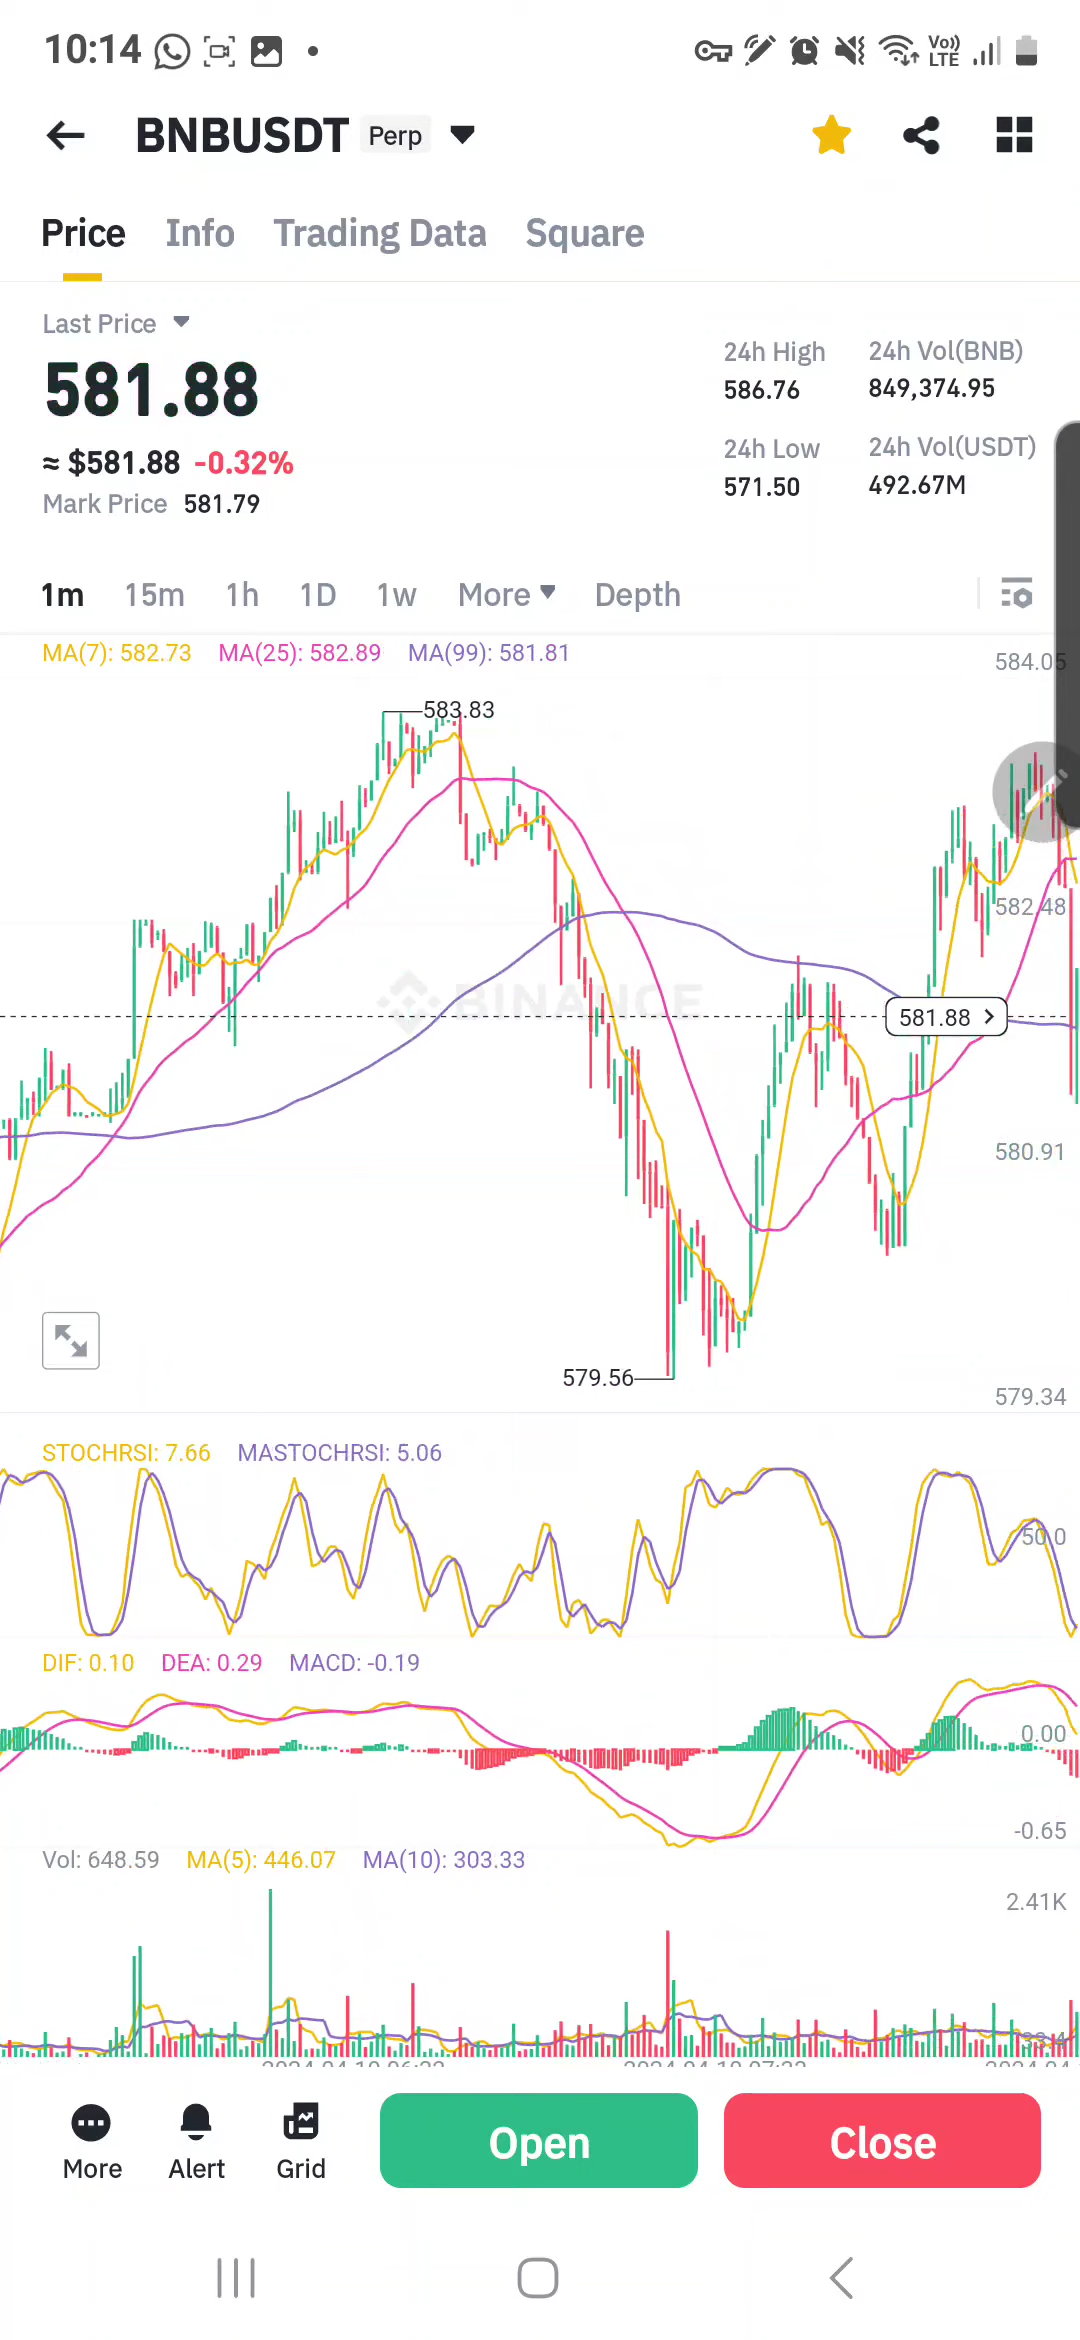 10:14
Vo)) LTE
BNBUSDT Perp
Price Info Trading Data Square
Last Price
581.88
≈ $581.88 -0.32%
Mark Price 581.79
24h High
586.76
24h Vol(BNB)
849,374.95
24h Low
571.50
24h Vol(USDT)
492.67M
1m 15m 1h 1D 1w More Depth
MA(7): 582.73 MA(25): 582.89 MA(99): 581.81
584.05
583.83
582.48
BINANCE
581.88
580.91
579.56
579.34
STOCHRSI: 7.66 MASTOCHRSI: 5.06
50.0
DIF: 0.10 DEA: 0.29 MACD: -0.19
0.00
-0.65
Vol: 648.59 MA(5): 446.07 MA(10): 303.33
2.41K
More Alert Grid Open Close